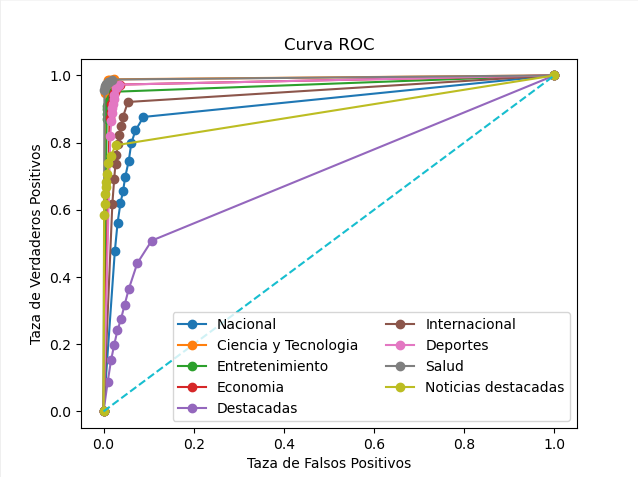 Curva ROC
Taza de Verdaderos Positivos
1.0
0.8
0.6
0.4
0.2
0.0
Nacional
Ciencia y Tecnologia
Entretenimiento
Economia
Destacadas
Internacional
Deportes
Salud
Noticias destacadas
0.0 0.2 0.4 0.6 0.8 1.0
Taza de Falsos Positivos